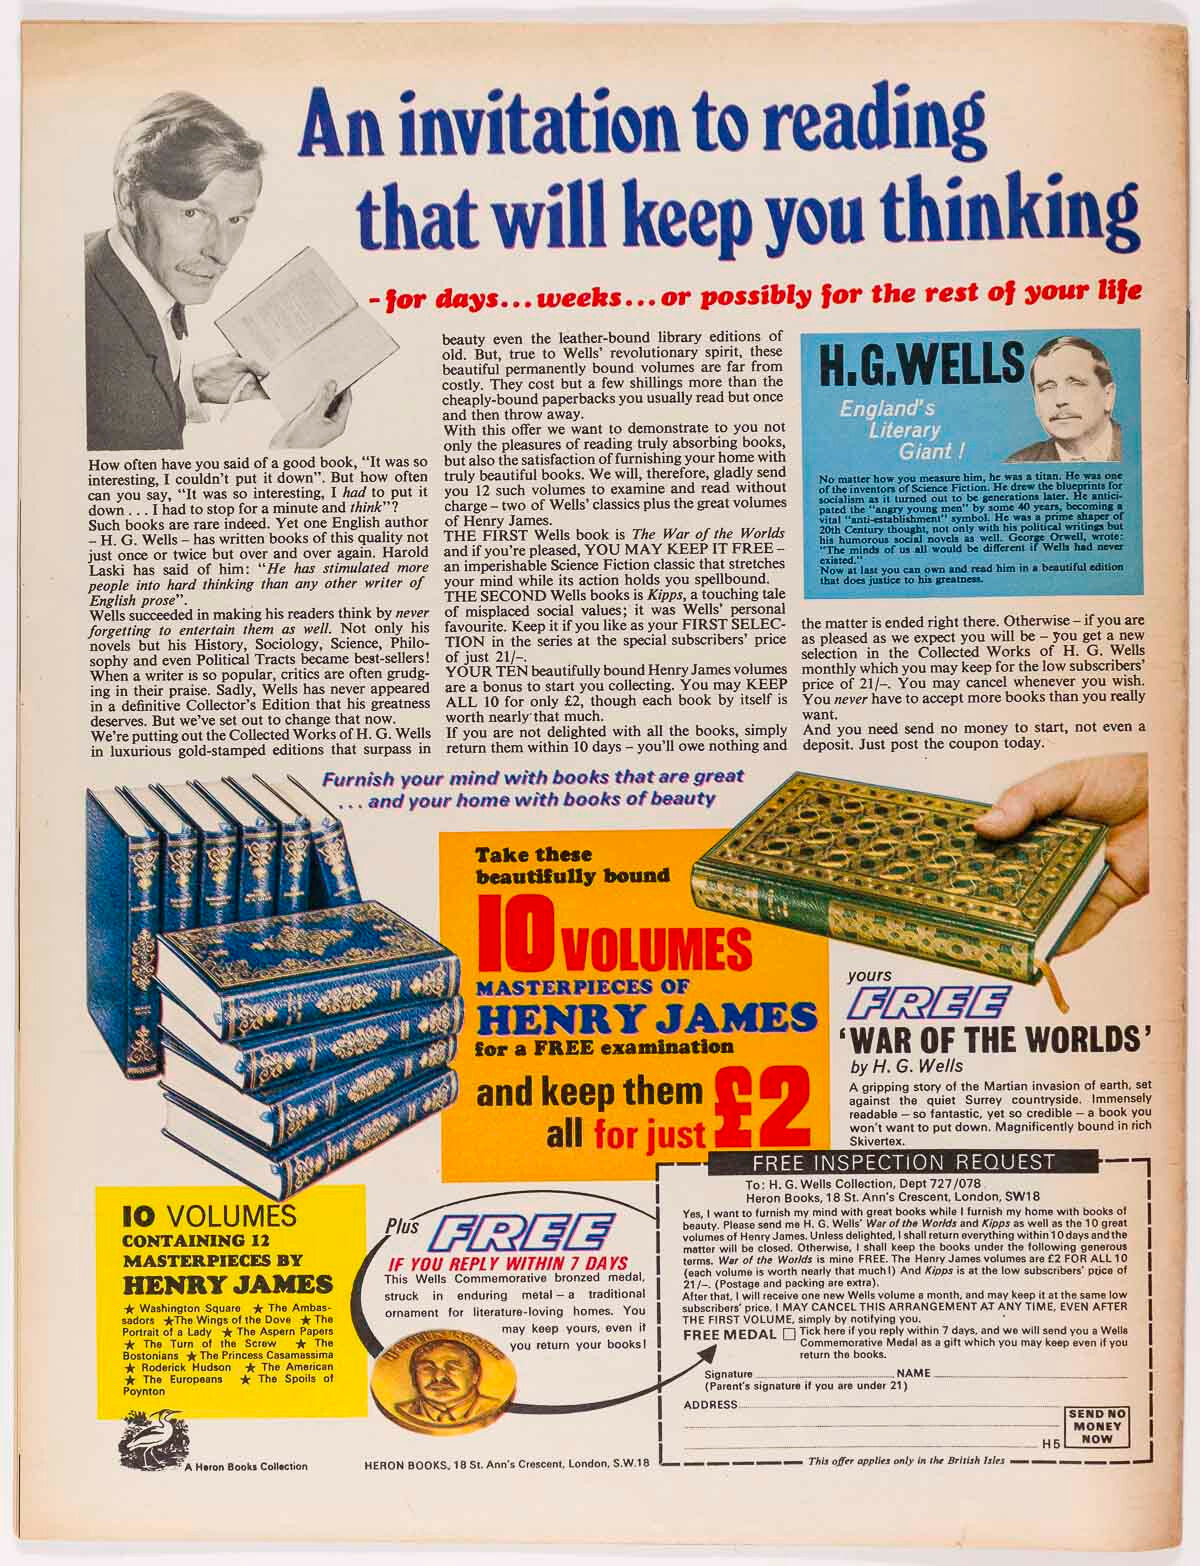 An invitation to reading
that will keep you thinking
- for days...weeks...or possibly for the rest of your life
How often have you said of a good book, "It was so
interesting, I couldn't put it down". But how often
can you say, "It was so interesting, I had to put it
down . . . I had to stop for a minute and think"?
Such books are rare indeed. Yet one English author
– H. G. Wells – has written books of this quality not
just once or twice but over and over again. Harold
Laski has said of him: "He has stimulated more
people into hard thinking than any other writer of
English prose".
Wells succeeded in making his readers think by never
forgetting to entertain them as well. Not only his
novels but his History, Sociology, Science, Philo-
sophy and even Political Tracts became best-sellers!
When a writer is so popular, critics are often grudg-
ing in their praise. Sadly, Wells has never appeared
in a definitive Collector's Edition that his greatness
deserves. But we've set out to change that now.
We're putting out the Collected Works of H. G. Wells
in luxurious gold-stamped editions that surpass in
beauty even the leather-bound library editions of
old. But, true to Wells' revolutionary spirit, these
beautiful permanently bound volumes are far from
costly. They cost but a few shillings more than the
cheaply-bound paperbacks you usually read but once
and then throw away.
With this offer we want to demonstrate to you not
only the pleasures of reading truly absorbing books,
but also the satisfaction of furnishing your home with
truly beautiful books. We will, therefore, gladly send
you 12 such volumes to examine and read without
charge – two of Wells' classics plus the great volumes
of Henry James.
THE FIRST Wells book is The War of the Worlds
and if you're pleased, YOU MAY KEEP IT FREE –
an imperishable Science Fiction classic that stretches
your mind while its action holds you spellbound.
THE SECOND Wells books is Kipps, a touching tale
of misplaced social values; it was Wells' personal
favourite. Keep it if you like as your FIRST SELEC-
TION in the series at the special subscribers' price
of just 21/–.
YOUR TEN beautifully bound Henry James volumes
are a bonus to start you collecting. You may KEEP
ALL 10 for only £2, though each book by itself is
worth nearly that much.
If you are not delighted with all the books, simply
return them within 10 days – you'll owe nothing and
H.G.WELLS
England's
Literary
Giant !
No matter how you measure him, he was a titan. He was one
of the inventors of Science Fiction. He drew the blueprints for
socialism as it turned out to be generations later. He antici-
pated the "angry young men" by some 40 years, becoming a
vital "anti-establishment" symbol. He was a prime shaper of
20th Century thought, not only with his political writings but
his humorous social novels as well. George Orwell, wrote:
"The minds of us all would be different if Wells had never
existed."
Now at last you can own and read him in a beautiful edition
that does justice to his greatness.
the matter is ended right there. Otherwise – if you are
as pleased as we expect you will be – you get a new
selection in the Collected Works of H. G. Wells
monthly which you may keep for the low subscribers'
price of 21/–. You may cancel whenever you wish.
You never have to accept more books than you really
want.
And you need send no money to start, not even a
deposit. Just post the coupon today.
Furnish your mind with books that are great
. . . and your home with books of beauty
Take these
beautifully bound
10 VOLUMES
MASTERPIECES OF
HENRY JAMES
for a FREE examination
and keep them
all for just £2
yours
FREE
'WAR OF THE WORLDS'
by H. G. Wells
A gripping story of the Martian invasion of earth, set
against the quiet Surrey countryside. Immensely
readable – so fantastic, yet so credible – a book you
won't want to put down. Magnificently bound in rich
Skivertex.
10 VOLUMES
CONTAINING 12
MASTERPIECES BY
HENRY JAMES
★ Washington Square ★ The Ambas-
sadors ★The Wings of the Dove ★ The
Portrait of a Lady ★ The Aspern Papers
★ The Turn of the Screw ★ The
Bostonians ★ The Princess Casamassima
★ Roderick Hudson ★ The American
★ The Europeans ★ The Spoils of
Poynton
A Heron Books Collection
Plus FREE
IF YOU REPLY WITHIN 7 DAYS
This Wells Commemorative bronzed medal,
struck in enduring metal – a traditional
ornament for literature-loving homes. You
may keep yours, even if
you return your books!
HERON BOOKS, 18 St. Ann's Crescent, London, S.W.18
FREE INSPECTION REQUEST
To: H. G. Wells Collection, Dept 727/078
Heron Books, 18 St. Ann's Crescent, London, SW18
Yes, I want to furnish my mind with great books while I furnish my home with books of
beauty. Please send me H. G. Wells' War of the Worlds and Kipps as well as the 10 great
volumes of Henry James. Unless delighted, I shall return everything within 10 days and the
matter will be closed. Otherwise, I shall keep the books under the following generous
terms. War of the Worlds is mine FREE. The Henry James volumes are £2 FOR ALL 10
(each volume is worth nearly that much!) And Kipps is at the low subscribers' price of
21/–. (Postage and packing are extra).
After that, I will receive one new Wells volume a month, and may keep it at the same low
subscribers' price. I MAY CANCEL THIS ARRANGEMENT AT ANY TIME, EVEN AFTER
THE FIRST VOLUME, simply by notifying you.
FREE MEDAL Tick here if you reply within 7 days, and we will send you a Wells
Commemorative Medal as a gift which you may keep even if you
return the books.
Signature NAME
(Parent's signature if you are under 21)
ADDRESS
SEND NO
MONEY
NOW
H5
This offer applies only in the British Isles